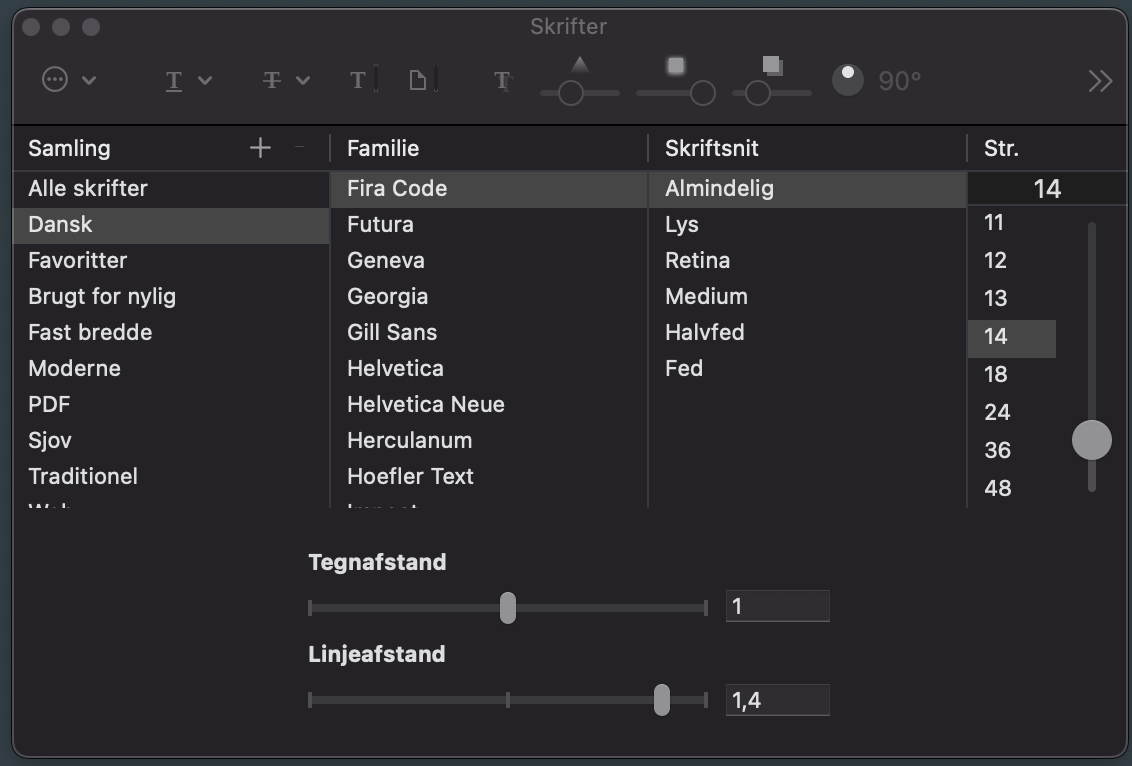 Skrifter
T T T T 90°
Samling Familie Skriftsnit Str.
Alle skrifter Fira Code Almindelig 14
Dansk Futura Lys 11
Favoritter Geneva Retina 12
Brugt for nylig Georgia Medium 13
Fast bredde Gill Sans Halvfed 14
Moderne Helvetica Fed 18
PDF Helvetica Neue 24
Sjov Herculanum 36
Traditionel Hoefler Text 48
Tegnafstand
1
Linjeafstand
1,4